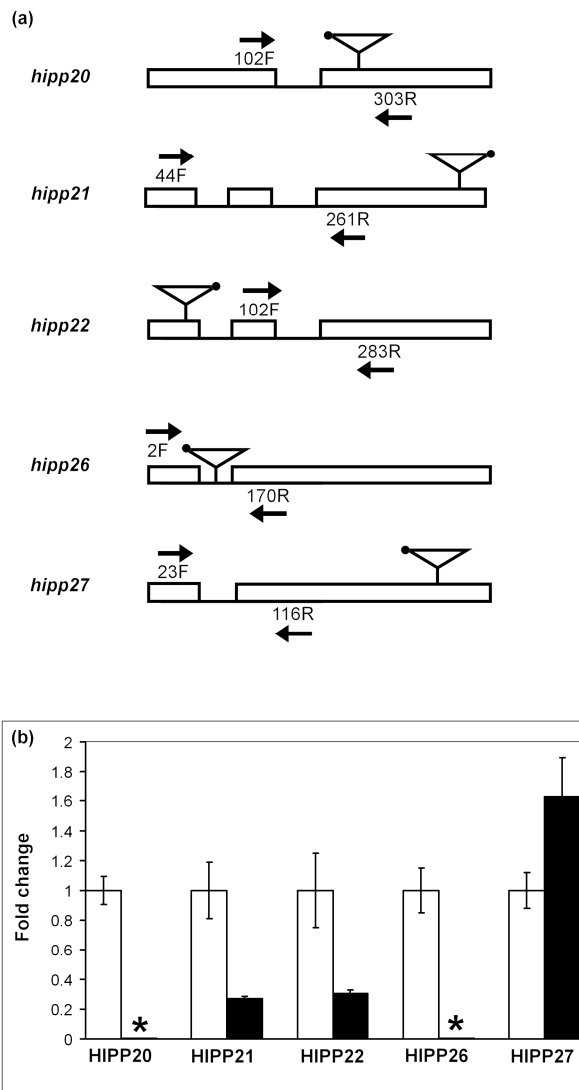 (a)
102F
hipp20
303R
44F
hipp21
261R
102F
hipp22
283R
2F
hipp26
170R
23F
hipp27
116R
(b)
2
1.8
1.6
1.4
1.2
1
0.8
0.6
0.4
0.2
0
Fold change
* *
HIPP20 HIPP21 HIPP22 HIPP26 HIPP27